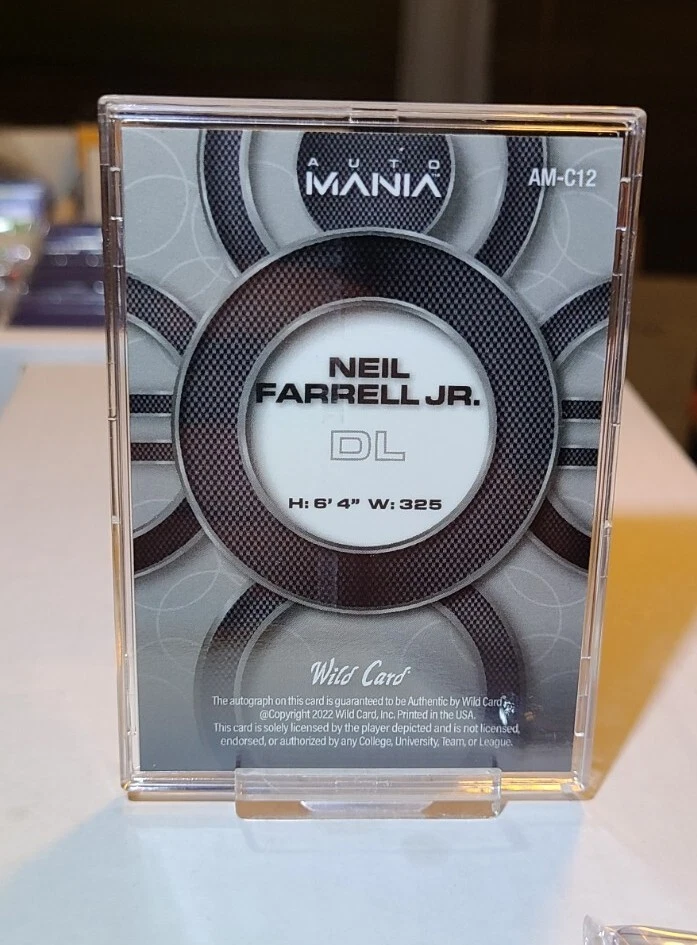 AUTO
MANIA
AM-C12
NEIL
FARRELL JR.
DL
H: 6' 4" W: 325
Wild Card
The autograph on this card is guaranteed to be Authentic by Wild Card
@Copyright 2022 Wild Card, Inc. Printed in the USA.
This card is solely licensed by the player depicted and is not licensed,
endorsed, or authorized by any College, University, Team, or League.